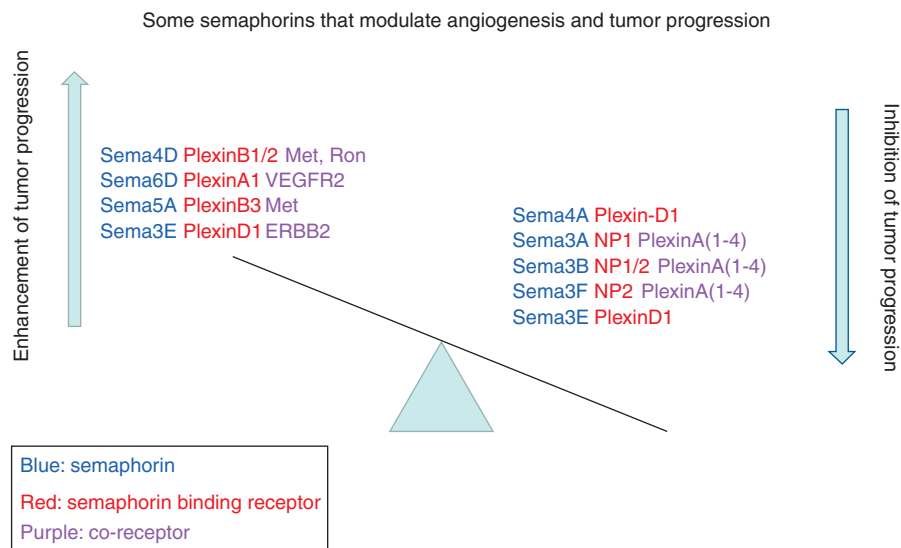 Some semaphorins that modulate angiogenesis and tumor progression
Enhancement of tumor progression
Sema4D PlexinB1/2 Met, Ron
Sema6D PlexinA1 VEGFR2
Sema5A PlexinB3 Met
Sema3E PlexinD1 ERBB2
Sema4A Plexin-D1
Sema3A NP1 PlexinA(1-4)
Sema3B NP1/2 PlexinA(1-4)
Sema3F NP2 PlexinA(1-4)
Sema3E PlexinD1
Inhibition of tumor progression
Blue: semaphorin
Red: semaphorin binding receptor
Purple: co-receptor